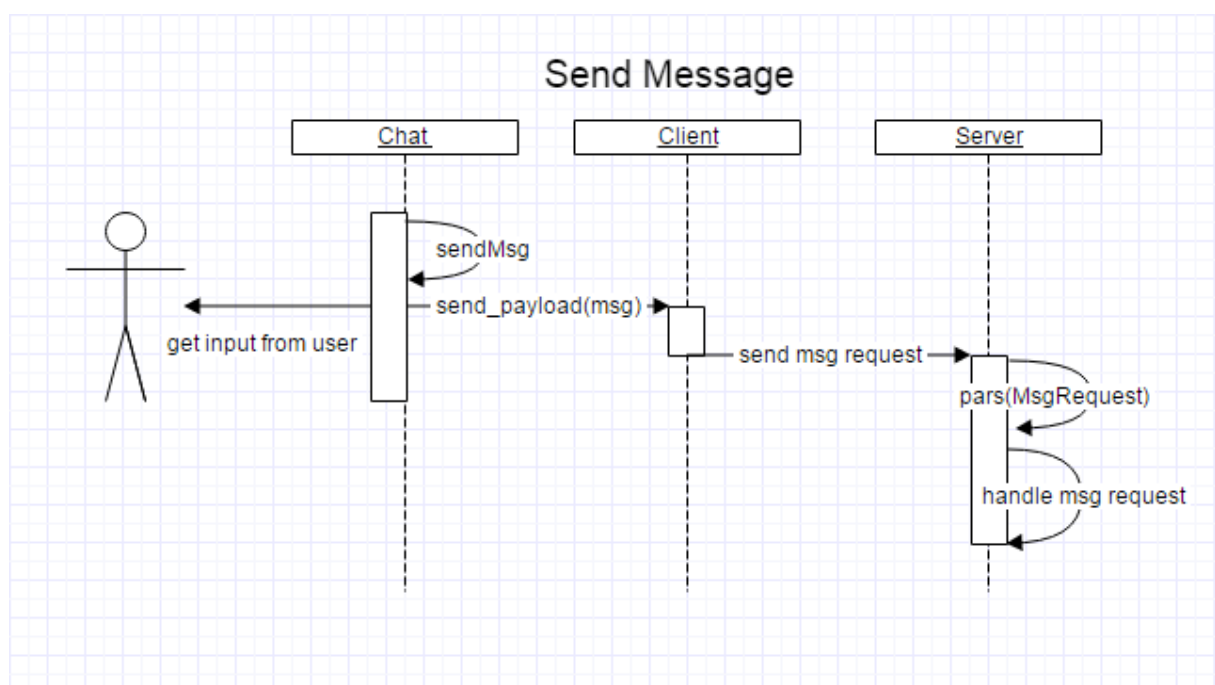 Send Message
Chat
Client
Server
sendMsg
send_payload(msg)
get input from user
send msg request
pars(MsgRequest)
handle msg request